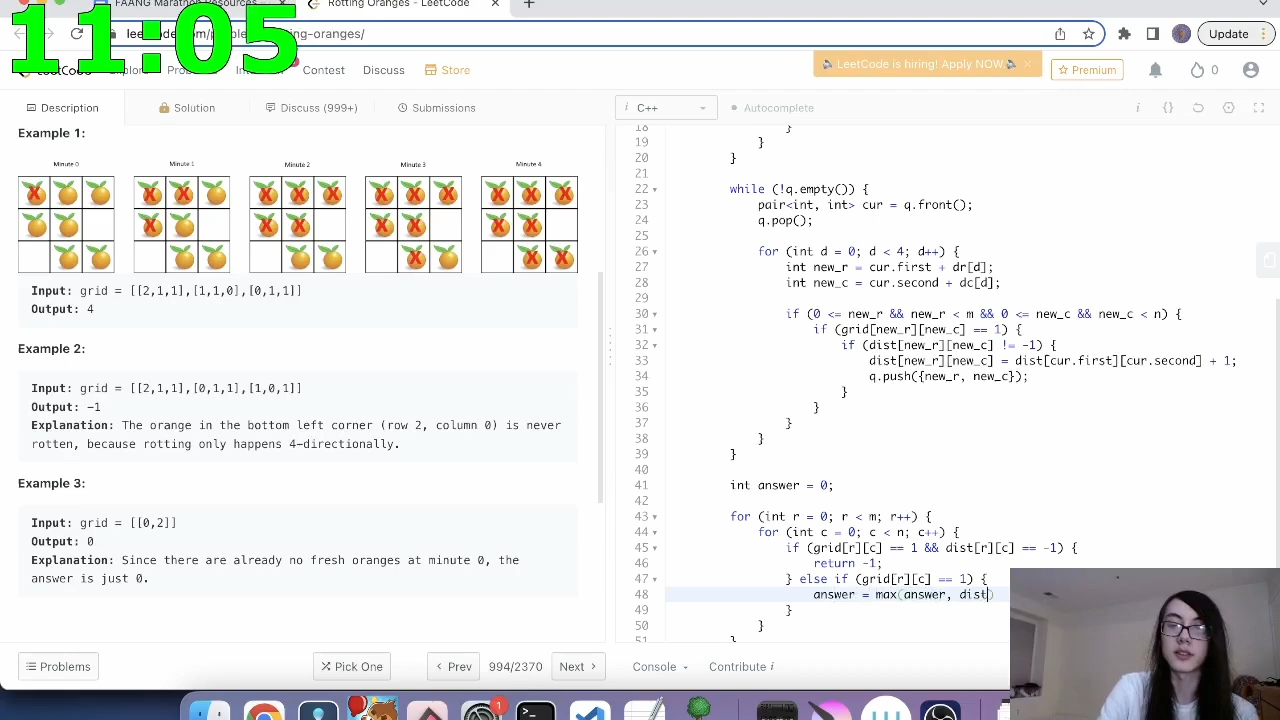 11:05
FAANG Marathon Resources
Rotting Oranges - LeetCode
Update
Contest
Discuss
Store
LeetCode is hiring! Apply NOW.
Premium
0
Description
Solution
Discuss (999+)
Submissions
i C++
Autocomplete
Example 1:
Minute 0
Minute 1
Minute 2
Minute 3
Minute 4
Input: grid = [[2,1,1],[1,1,0],[0,1,1]]
Output: 4
Example 2:
Input: grid = [[2,1,1],[0,1,1],[1,0,1]]
Output: -1
Explanation: The orange in the bottom left corner (row 2, column 0) is never
rotten, because rotting only happens 4-directionally.
Example 3:
Input: grid = [[0,2]]
Output: 0
Explanation: Since there are already no fresh oranges at minute 0, the
answer is just 0.
18 }
19 }
20 }
21
22 while (!q.empty()) {
23 pair<int, int> cur = q.front();
24 q.pop();
25
26 for (int d = 0; d < 4; d++) {
27 int new_r = cur.first + dr[d];
28 int new_c = cur.second + dc[d];
29
30 if (0 <= new_r && new_r < m && 0 <= new_c && new_c < n) {
31 if (grid[new_r][new_c] == 1) {
32 if (dist[new_r][new_c] != -1) {
33 dist[new_r][new_c] = dist[cur.first][cur.second] + 1;
34 q.push({new_r, new_c});
35 }
36 }
37 }
38 }
39 }
40
41 int answer = 0;
42
43 for (int r = 0; r < m; r++) {
44 for (int c = 0; c < n; c++) {
45 if (grid[r][c] == 1 && dist[r][c] == -1) {
46 return -1;
47 } else if (grid[r][c] == 1) {
48 answer = max(answer, dist)
49 }
50 }
51 }
Problems
Pick One
Prev
994/2370
Next
Console
Contribute i
1